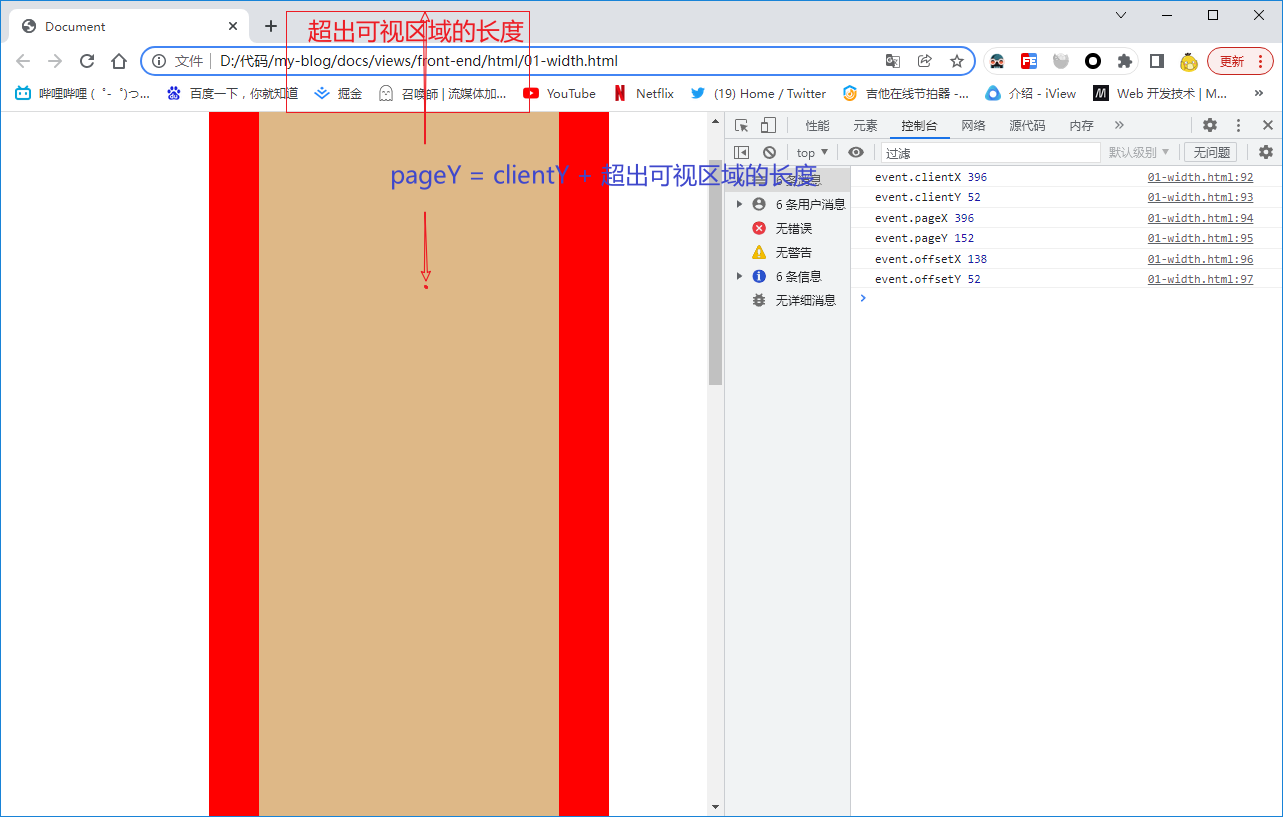 Document
超出可视区域的长度
文件
D:/代码/my-blog/docs/views/front-end/html/01-width.html
更新
哔哩哔哩 ( ゜- ゜)つ...
百度一下，你就知道
掘金
召唤師 | 流媒体加...
YouTube
Netflix
(19) Home / Twitter
吉他在线节拍器 -...
介绍 - iView
Web 开发技术 | M...
»
性能
元素
控制台
网络
源代码
内存
»
top
过滤
默认级别
无问题
pageY = clientY + 超出可视区域的长度
6 条消息
6 条用户消息
无错误
无警告
6 条信息
无详细消息
event.clientX 396 01-width.html:92
event.clientY 52 01-width.html:93
event.pageX 396 01-width.html:94
event.pageY 152 01-width.html:95
event.offsetX 138 01-width.html:96
event.offsetY 52 01-width.html:97